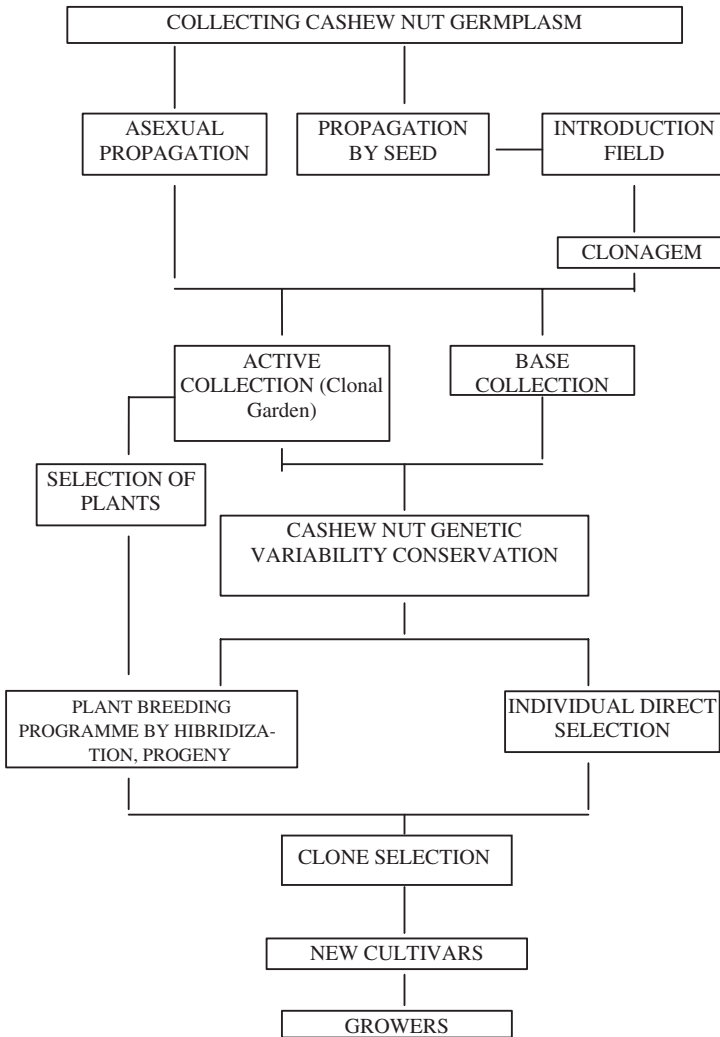 COLLECTING CASHEW NUT GERMPLASM
ASEXUAL
PROPAGATION
PROPAGATION
BY SEED
INTRODUCTION
FIELD
CLONAGEM
ACTIVE
COLLECTION (Clonal
Garden)
BASE
COLLECTION
SELECTION OF
PLANTS
CASHEW NUT GENETIC
VARIABILITY CONSERVATION
PLANT BREEDING
PROGRAMME BY HIBRIDIZA-
TION, PROGENY
INDIVIDUAL DIRECT
SELECTION
CLONE SELECTION
NEW CULTIVARS
GROWERS